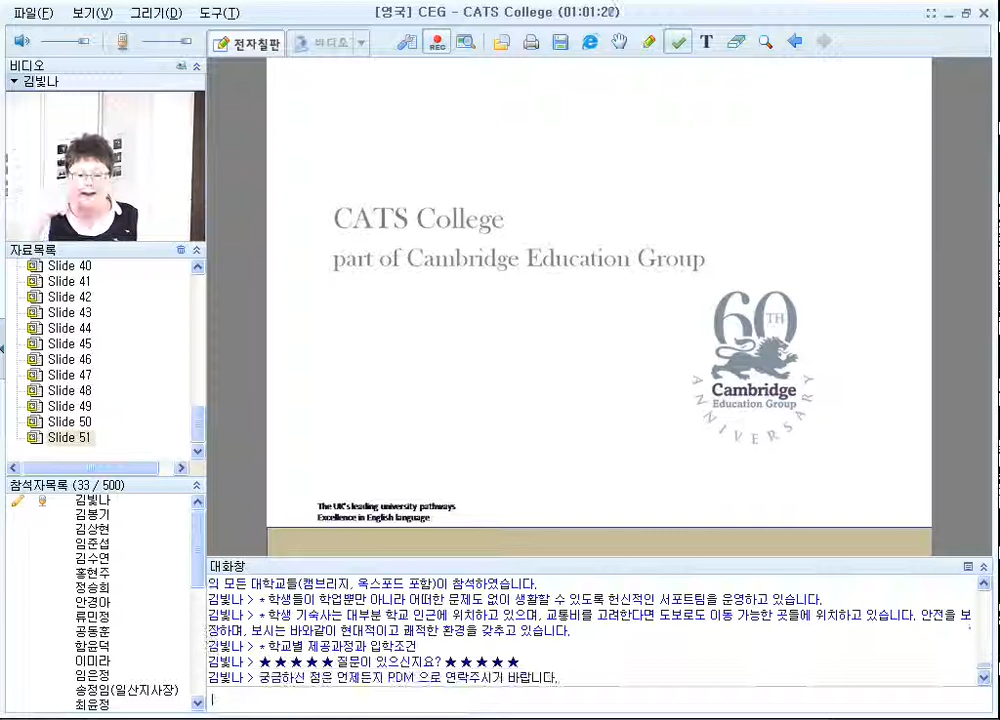 파일(F) 보기(V) 그리기(D) 도구(T) [영국] CEG - CATS College (01:01:22)
전자칠판 비디오 REC T
비디오
김빛나
자료목록
Slide 40
Slide 41
Slide 42
Slide 43
Slide 44
Slide 45
Slide 46
Slide 47
Slide 48
Slide 49
Slide 50
Slide 51
참석자목록 (33 / 500)
김빛나
김봉기
김상현
임준섭
김수연
홍현주
정승희
안경아
류민정
공동훈
함윤덕
이미라
임은정
송정임(일산지사장)
최윤정
CATS College
part of Cambridge Education Group
60TH
Cambridge
Education Group
ANNIVERSARY
The UK's leading university pathways
Excellence in English language
대화창
의 모든 대학교들(캠브리지, 옥스포드 포함)이 참석하였습니다.
김빛나 > * 학생들이 학업뿐만 아니라 어떠한 문제도 없이 생활할 수 있도록 헌신적인 서포트팀을 운영하고 있습니다.
김빛나 > * 학생 기숙사는 대부분 학교 인근에 위치하고 있으며, 교통비를 고려한다면 도보로도 이동 가능한 곳들에 위치하고 있습니다. 안전을 보
장하며, 보시는 바와같이 현대적이고 쾌적한 환경을 갖추고 있습니다.
김빛나 > * 학교별 제공과정과 입학조건
김빛나 > ★★★★★질문이 있으신지요?★★★★★
김빛나 > 궁금하신 점은 언제든지 PDM 으로 연락주시기 바랍니다.